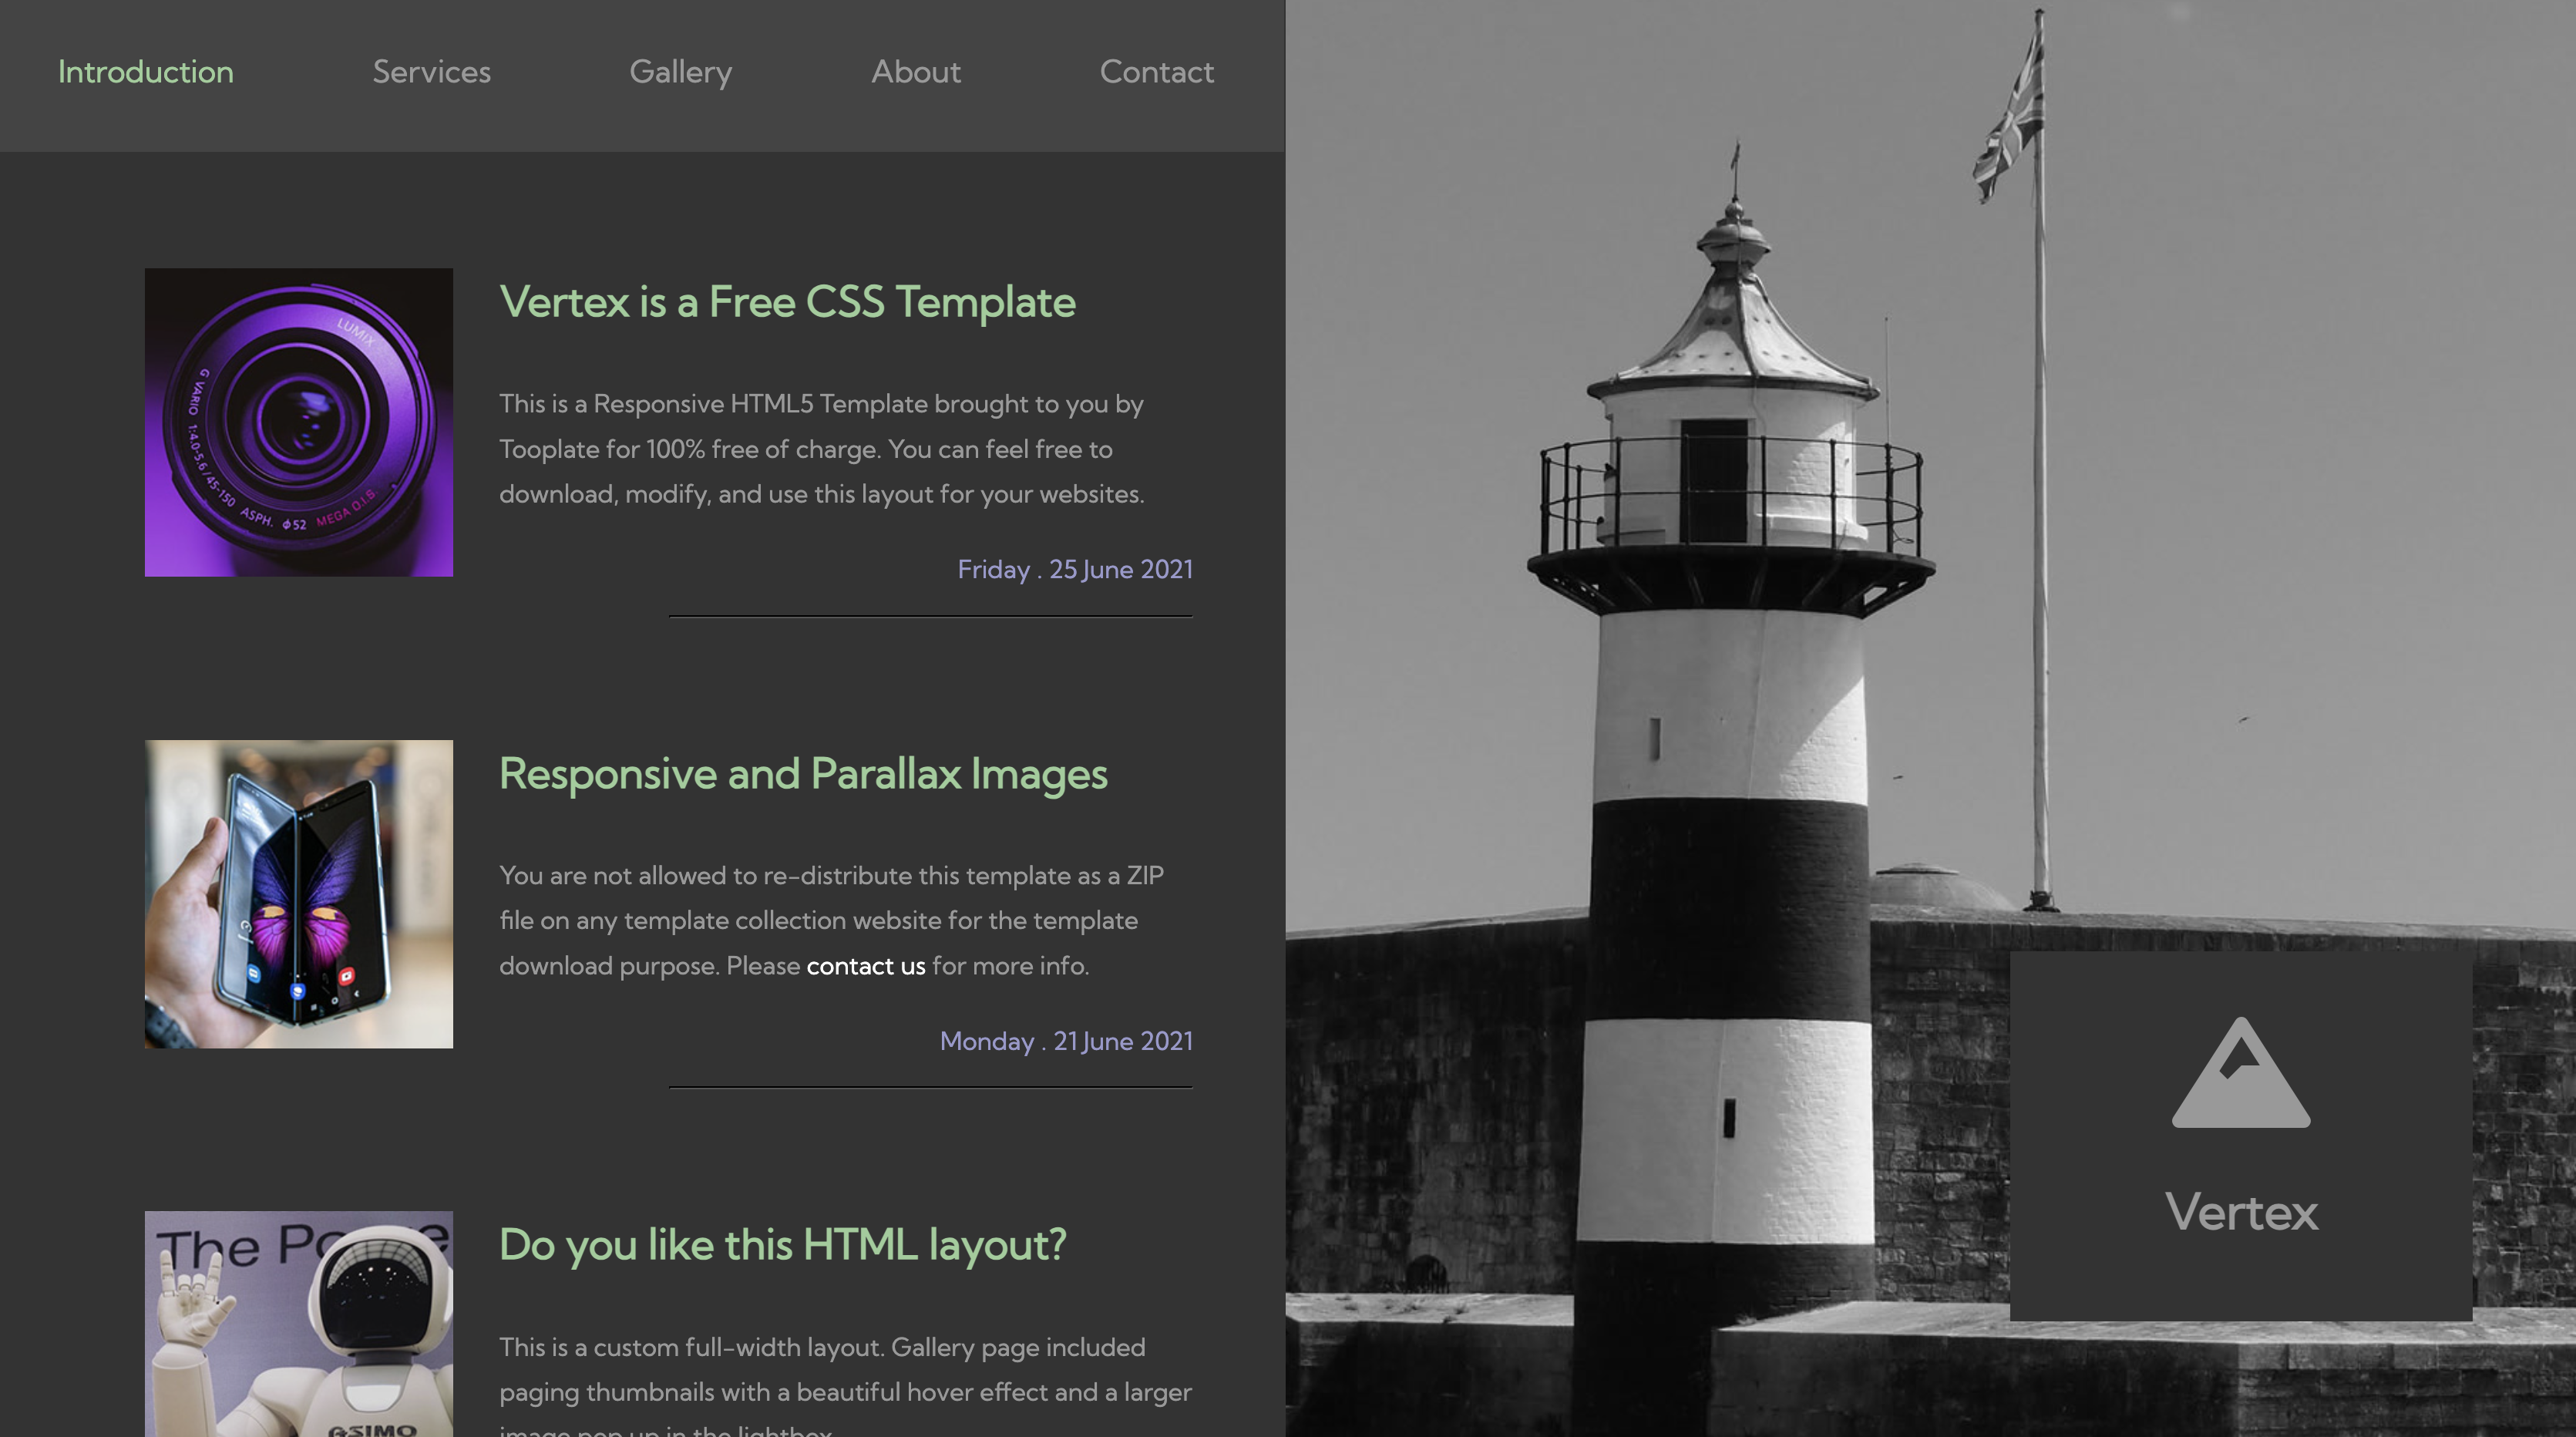 Introduction
Services
Gallery
About
Contact
LUMIX
G VARIO 1:4.0-5.6 / 45-150 ASPH. ϕ52 MEGA O.I.S.
Vertex is a Free CSS Template
This is a Responsive HTML5 Template brought to you by
Tooplate for 100% free of charge. You can feel free to
download, modify, and use this layout for your websites.
Friday . 25 June 2021
Responsive and Parallax Images
You are not allowed to re-distribute this template as a ZIP
file on any template collection website for the template
download purpose. Please contact us for more info.
Monday . 21 June 2021
The Po
e
ASIMO
Do you like this HTML layout?
This is a custom full-width layout. Gallery page included
paging thumbnails with a beautiful hover effect and a larger
image pop up in the lightbox.
Vertex